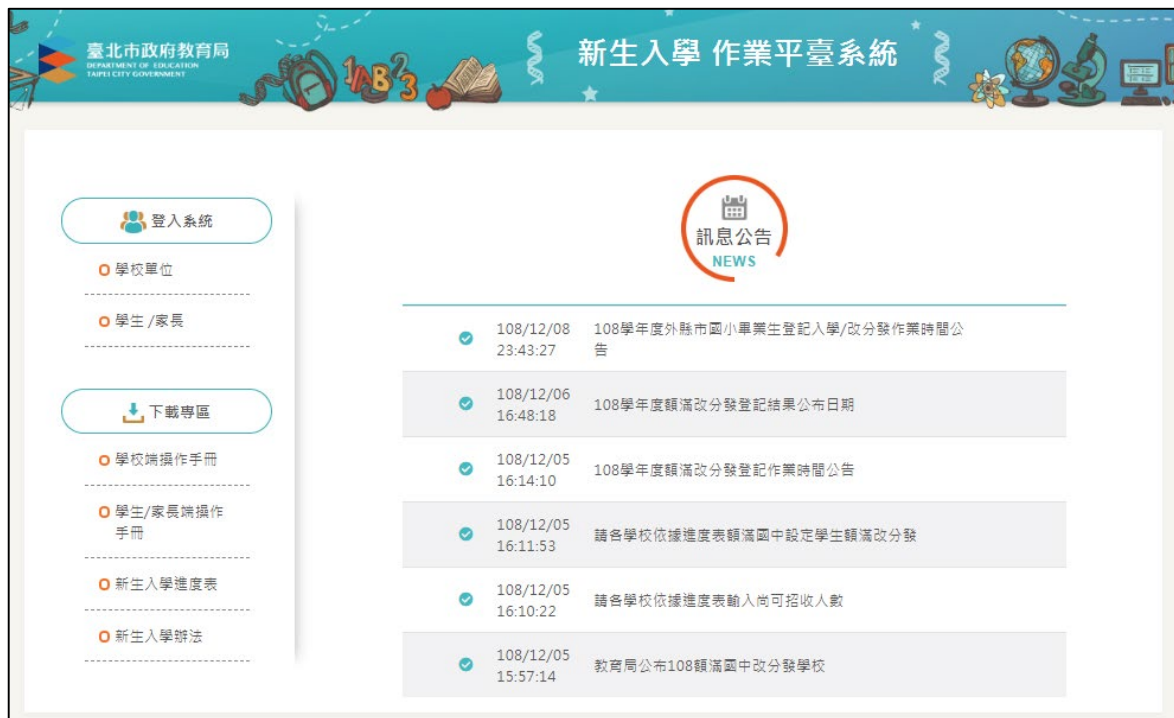 臺北市政府教育局
DEPARTMENT OF EDUCATION
TAIPEI CITY GOVERNMENT
1AB23
新生入學 作業平臺系統
登入系統
學校單位
學生/家長
下載專區
學校端操作手冊
學生/家長端操作
手冊
新生入學進度表
新生入學辦法
訊息公告
NEWS
108/12/08 108學年度外縣市國小畢業生登記入學/改分發作業時間公
23:43:27 告
108/12/06
16:48:18 108學年度額滿改分發登記結果公布日期
108/12/05
16:14:10 108學年度額滿改分發登記作業時間公告
108/12/05
16:11:53 請各學校依據進度表額滿國中設定學生額滿改分發
108/12/05
16:10:22 請各學校依據進度表輸入尚可招收人數
108/12/05
15:57:14 教育局公布108額滿國中改分發學校